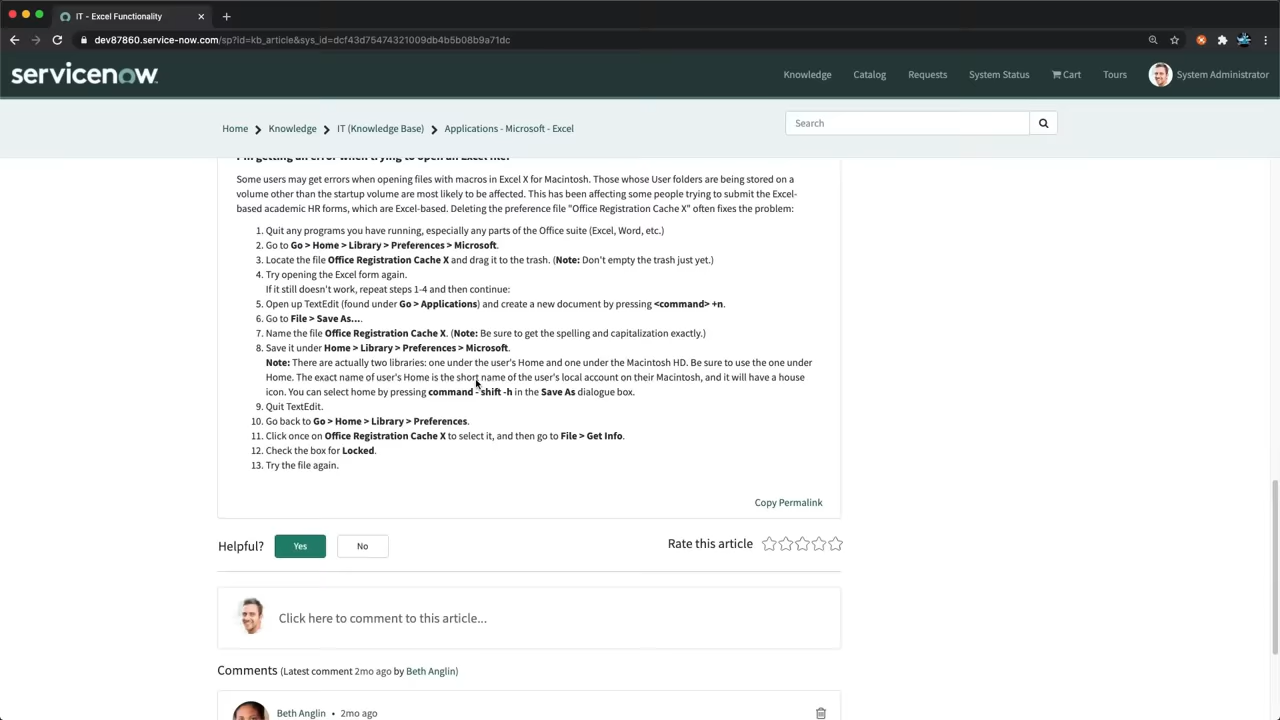 IT - Excel Functionality
dev87860.service-now.com/sp?id=kb_article&sys_id=dcf43d75474321009db4b5b08b9a71dc
servicenow
Knowledge Catalog Requests System Status Cart Tours System Administrator
Home Knowledge IT (Knowledge Base) Applications - Microsoft - Excel
Search
I'm getting an error when trying to open an Excel file.
Some users may get errors when opening files with macros in Excel X for Macintosh. Those whose User folders are being stored on a
volume other than the startup volume are most likely to be affected. This has been affecting some people trying to submit the Excel-
based academic HR forms, which are Excel-based. Deleting the preference file "Office Registration Cache X" often fixes the problem:
1. Quit any programs you have running, especially any parts of the Office suite (Excel, Word, etc.)
2. Go to Go > Home > Library > Preferences > Microsoft.
3. Locate the file Office Registration Cache X and drag it to the trash. (Note: Don't empty the trash just yet.)
4. Try opening the Excel form again.
If it still doesn't work, repeat steps 1-4 and then continue:
5. Open up TextEdit (found under Go > Applications) and create a new document by pressing <command> +n.
6. Go to File > Save As....
7. Name the file Office Registration Cache X. (Note: Be sure to get the spelling and capitalization exactly.)
8. Save it under Home > Library > Preferences > Microsoft.
Note: There are actually two libraries: one under the user's Home and one under the Macintosh HD. Be sure to use the one under
Home. The exact name of user's Home is the short name of the user's local account on their Macintosh, and it will have a house
icon. You can select home by pressing command - shift -h in the Save As dialogue box.
9. Quit TextEdit.
10. Go back to Go > Home > Library > Preferences.
11. Click once on Office Registration Cache X to select it, and then go to File > Get Info.
12. Check the box for Locked.
13. Try the file again.
Copy Permalink
Helpful? Yes No Rate this article
Click here to comment to this article...
Comments (Latest comment 2mo ago by Beth Anglin)
Beth Anglin • 2mo ago